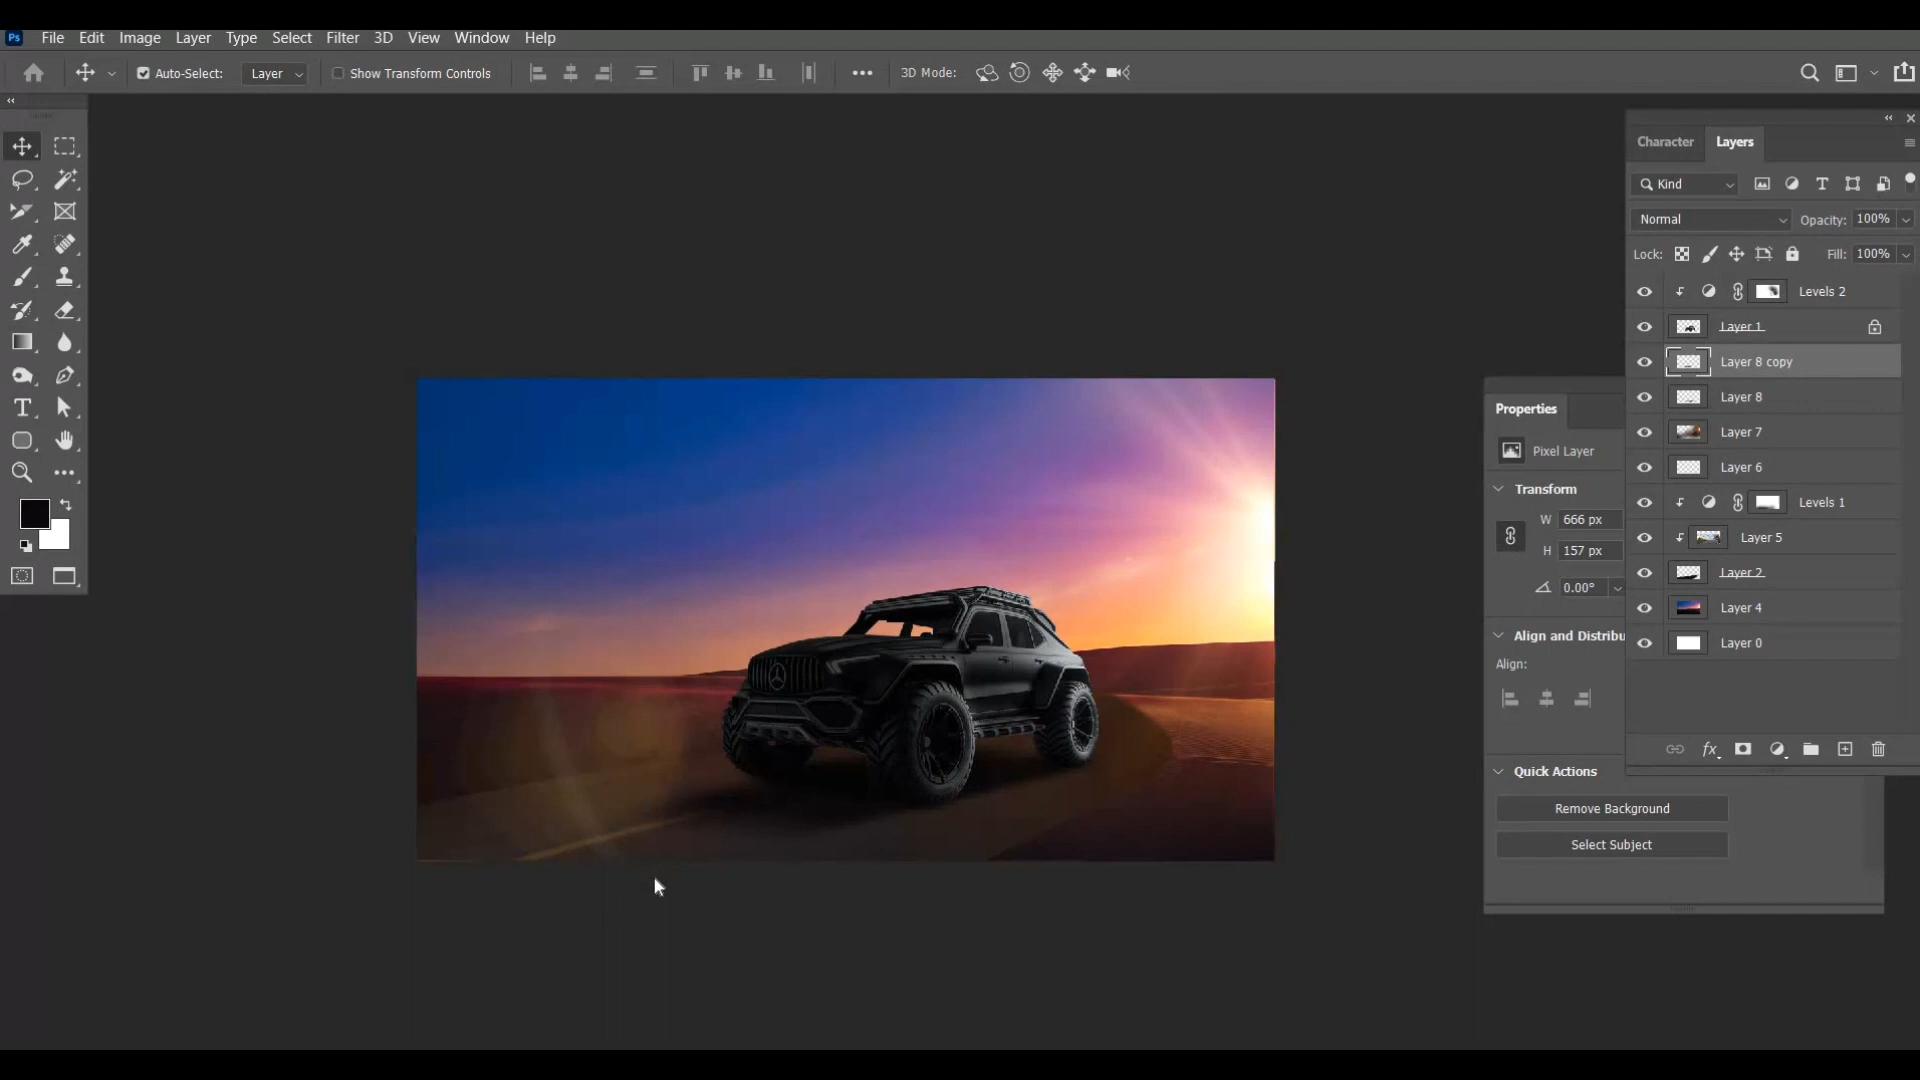 Ps File Edit Image Layer Type Select Filter 3D View Window Help
Auto-Select: Layer Show Transform Controls 3D Mode:
Character Layers
Kind
Normal Opacity: 100%
Lock: Fill: 100%
Levels 2
Layer 1
Layer 8 copy
Layer 8
Layer 7
Layer 6
Levels 1
Layer 5
Layer 2
Layer 4
Layer 0
fx
Properties
Pixel Layer
Transform
W 666 px
H 157 px
0.00°
Align and Distribu
Align:
Quick Actions
Remove Background
Select Subject